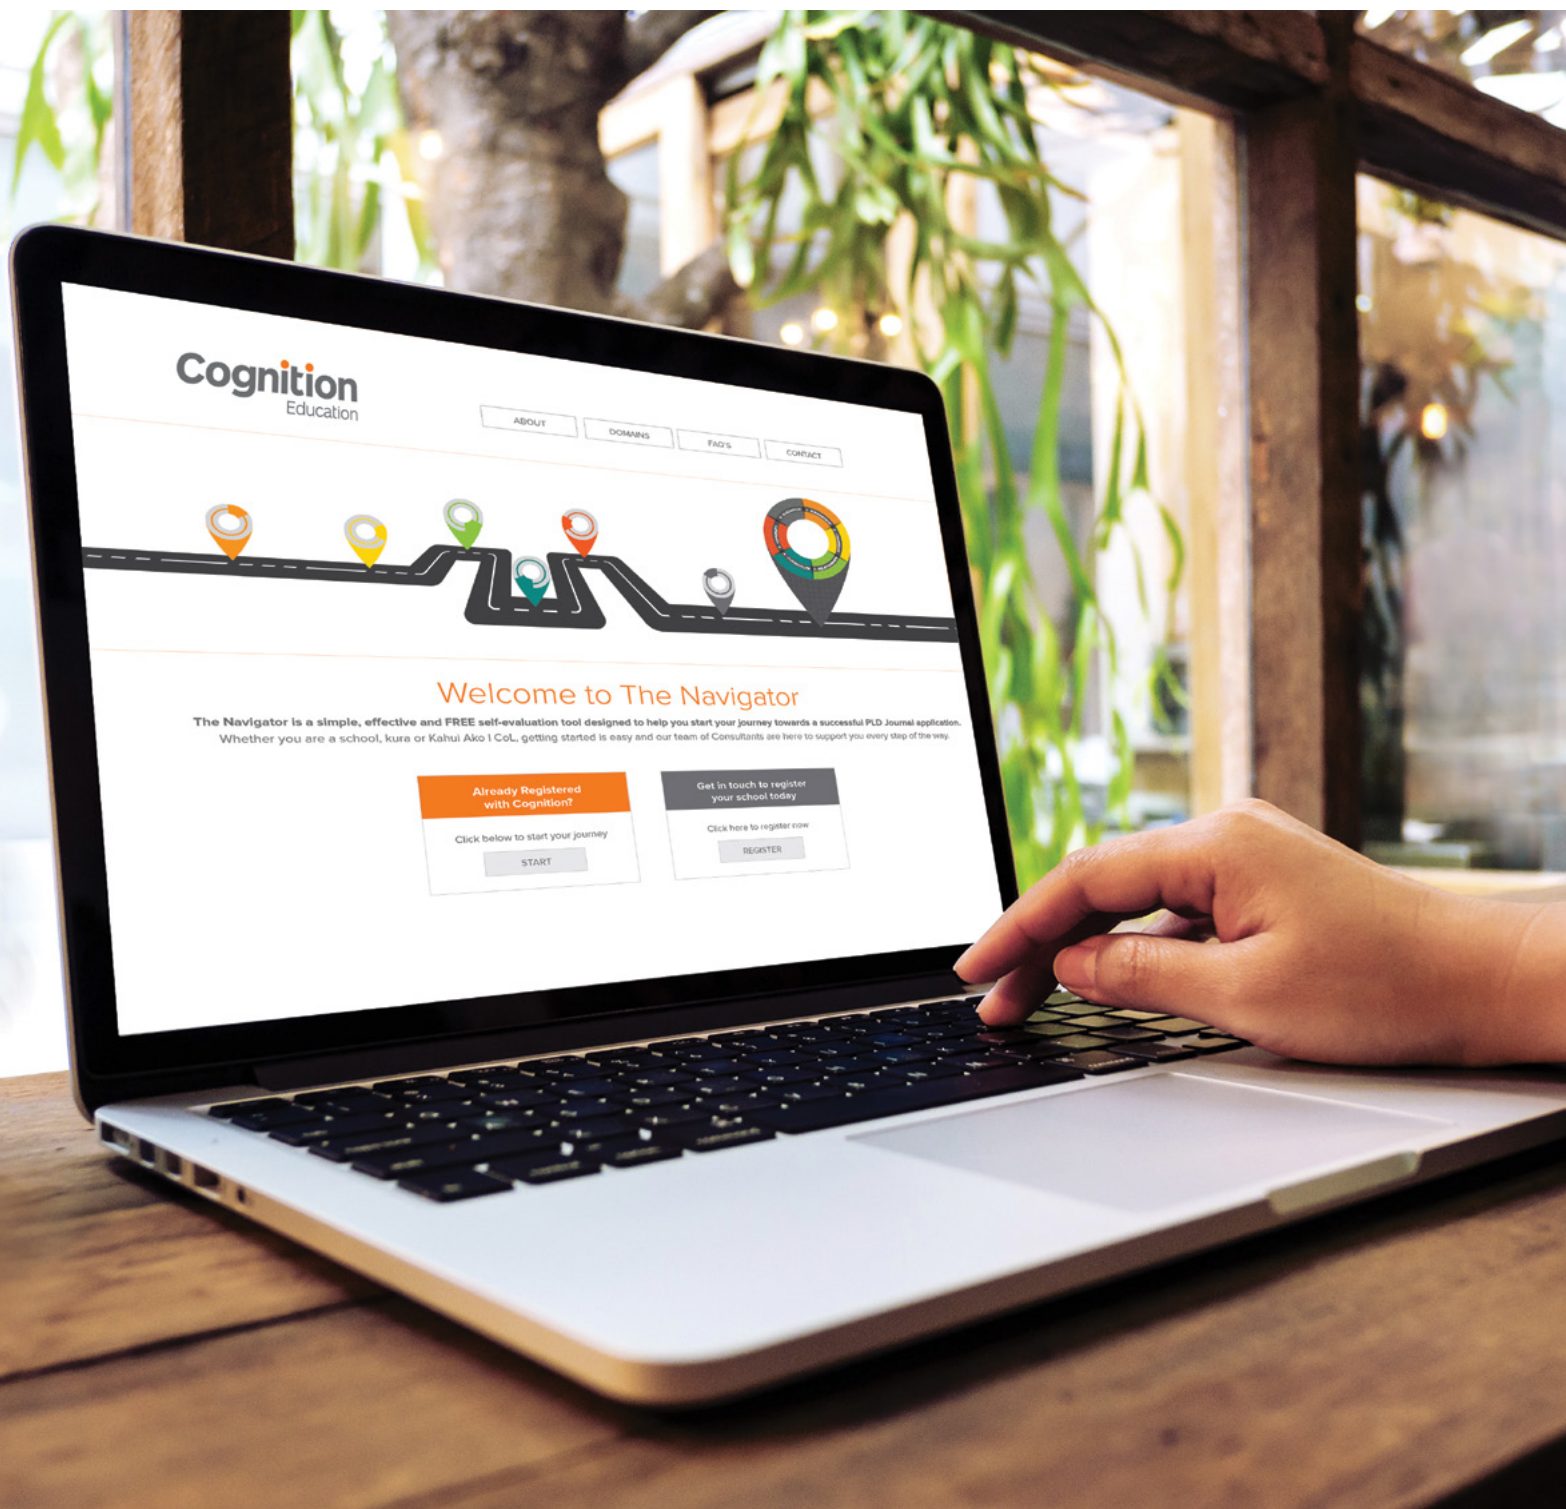 Cognition
Education
ABOUT
DOMAINS
FAQ'S
CONTACT
Welcome to The Navigator
The Navigator is a simple, effective and FREE self-evaluation tool designed to help you start your journey towards a successful PLD Journal application.
Whether you are a school, kura or Kahui Ako I CoL, getting started is easy and our team of Consultants are here to support you every step of the way.
Already Registered
with Cognition?
Click below to start your journey
START
Get in touch to register
your school today
Click here to register now
REGISTER